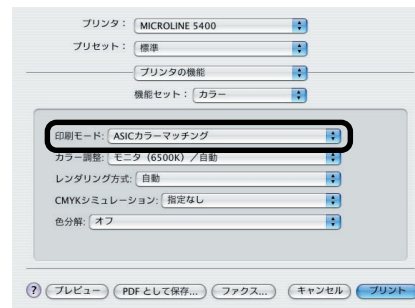 プリンタ： MICROLINE 5400
プリセット： 標準
プリンタの機能
機能セット： カラー
印刷モード: ASICカラーマッチング
カラー調整: モニタ（6500K）／自動
レンダリング方式: 自動
CMYKシミュレーション: 指定なし
色分解: オフ
? プレビュー PDF として保存... ファクス... キャンセル プリント